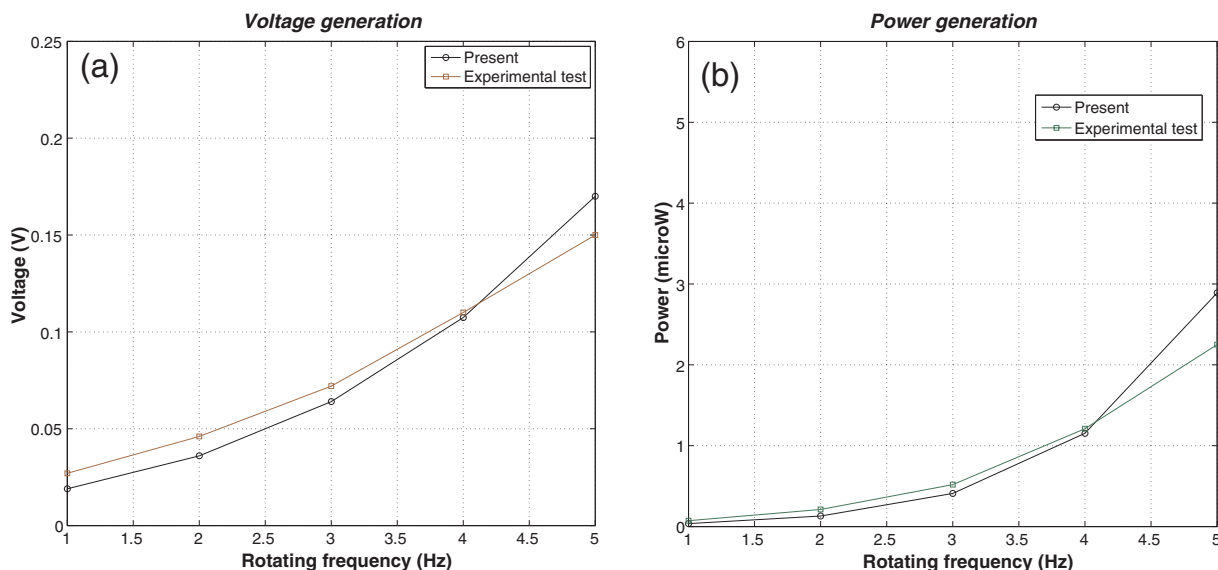 Voltage generation
(a)
Present
Experimental test
0.25
0.2
0.15
0.1
0.05
0
Voltage (V)
1 1.5 2 2.5 3 3.5 4 4.5 5
Rotating frequency (Hz)
Power generation
(b)
Present
Experimental test
6
5
4
3
2
1
0
Power (microW)
1 1.5 2 2.5 3 3.5 4 4.5 5
Rotating frequency (Hz)